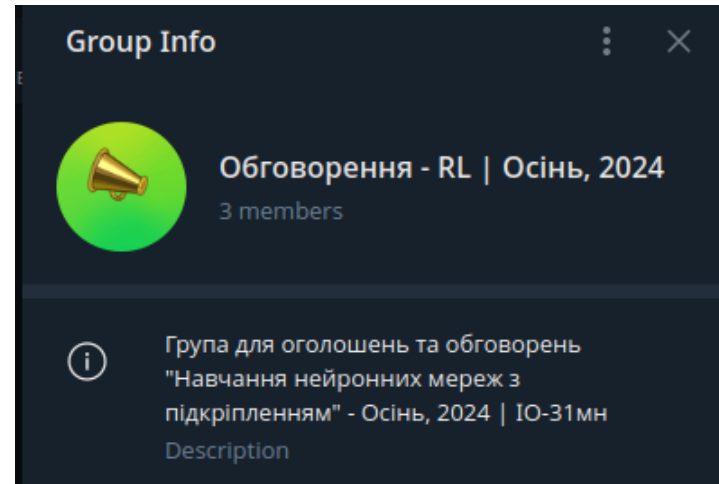 Group Info
Обговорення - RL | Осінь, 2024
3 members
Група для оголошень та обговорень
"Навчання нейронних мереж з
підкріпленням" - Осінь, 2024 | ІО-31мн
Description